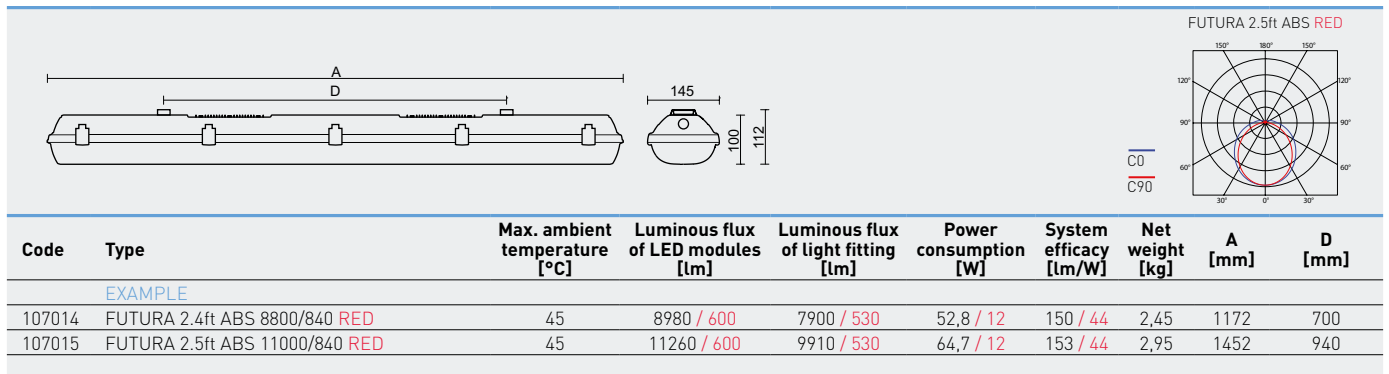 FUTURA 2.5ft ABS RED
A
D
145
100
112
150° 180° 150°
120° 120°
90° 90°
60° 60°
30° 0° 30°
C0
C90
Code Type Max. ambient temperature [°C] Luminous flux of LED modules [lm] Luminous flux of light fitting [lm] Power consumption [W] System efficacy [lm/W] Net weight [kg] A [mm] D [mm]
EXAMPLE
107014 FUTURA 2.4ft ABS 8800/840 RED 45 8980 / 600 7900 / 530 52,8 / 12 150 / 44 2,45 1172 700
107015 FUTURA 2.5ft ABS 11000/840 RED 45 11260 / 600 9910 / 530 64,7 / 12 153 / 44 2,95 1452 940